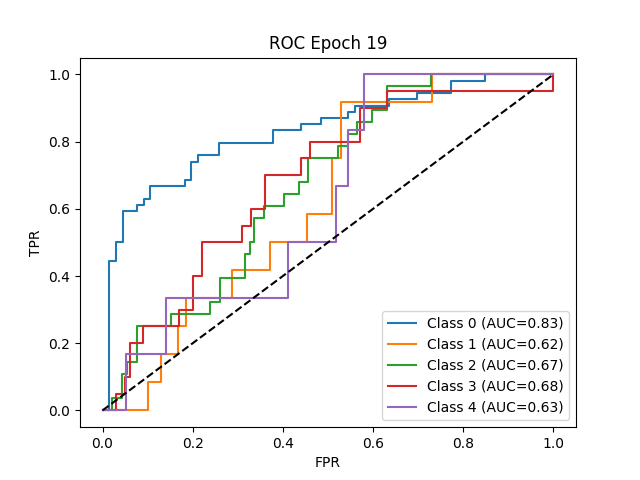 ROC Epoch 19
TPR
1.0
0.8
0.6
0.4
0.2
0.0
0.0 0.2 0.4 0.6 0.8 1.0
FPR
Class 0 (AUC=0.83)
Class 1 (AUC=0.62)
Class 2 (AUC=0.67)
Class 3 (AUC=0.68)
Class 4 (AUC=0.63)